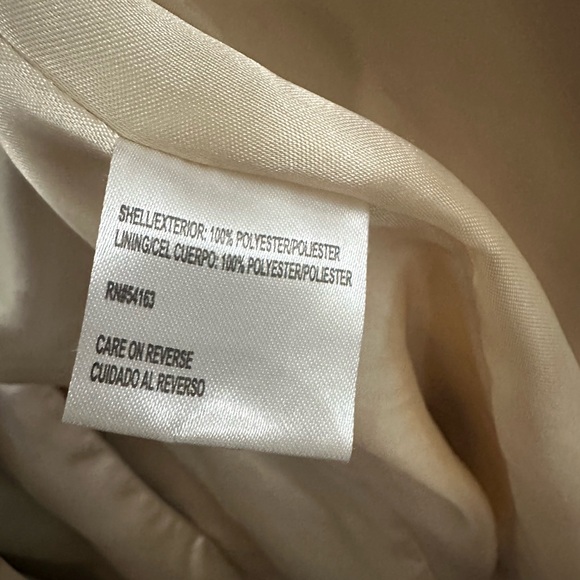 SHELL/EXTERIOR: 100% POLYESTER/POLIESTER
LINING/CEL CUERPO: 100% POLYESTER/POLIESTER
RN#54163
CARE ON REVERSE
CUIDADO AL REVERSO